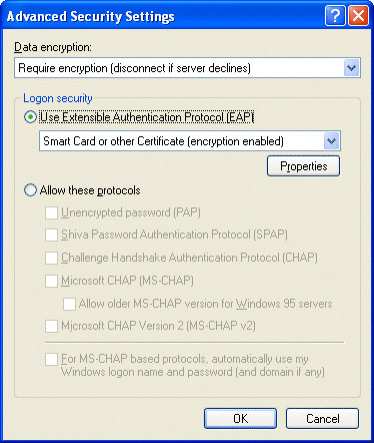 Advanced Security Settings
Data encryption:
Require encryption (disconnect if server declines)
Logon security
Use Extensible Authentication Protocol (EAP)
Smart Card or other Certificate (encryption enabled)
Properties
Allow these protocols
Unencrypted password (PAP)
Shiva Password Authentication Protocol (SPAP)
Challenge Handshake Authentication Protocol (CHAP)
Microsoft CHAP (MS-CHAP)
Allow older MS-CHAP version for Windows 95 servers
Microsoft CHAP Version 2 (MS-CHAP v2)
For MS-CHAP based protocols, automatically use my
Windows logon name and password (and domain if any)
OK Cancel